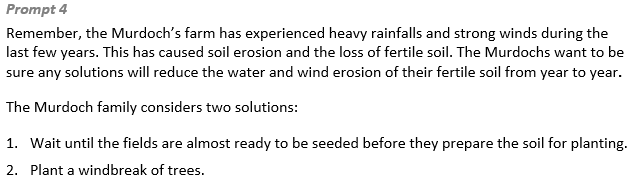 Prompt 4
Remember, the Murdoch's farm has experienced heavy rainfalls and strong winds during the
last few years. This has caused soil erosion and the loss of fertile soil. The Murdochs want to be
sure any solutions will reduce the water and wind erosion of their fertile soil from year to year.
The Murdoch family considers two solutions:
1. Wait until the fields are almost ready to be seeded before they prepare the soil for planting.
2. Plant a windbreak of trees.